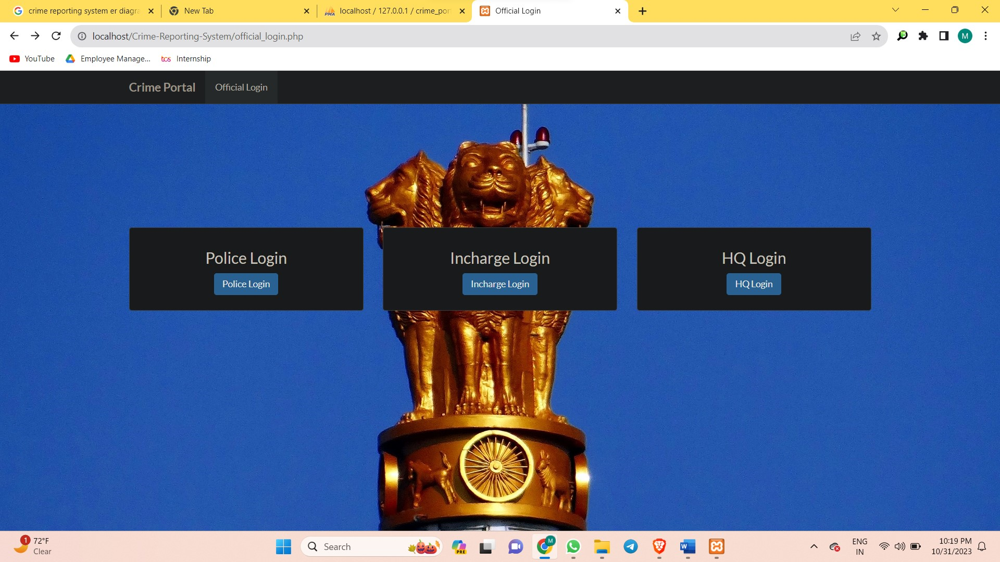 crime reporting system er diagra
New Tab
PMA
localhost / 127.0.0.1 / crime_por
Official Login
localhost/Crime-Reporting-System/official_login.php
M
YouTube
Employee Manage...
tcs Internship
Crime Portal
Official Login
Police Login
Incharge Login
HQ Login
Police Login
Incharge Login
HQ Login
1
72°F
Clear
Search
PRE
M
W
ENG
IN
10:19 PM
10/31/2023